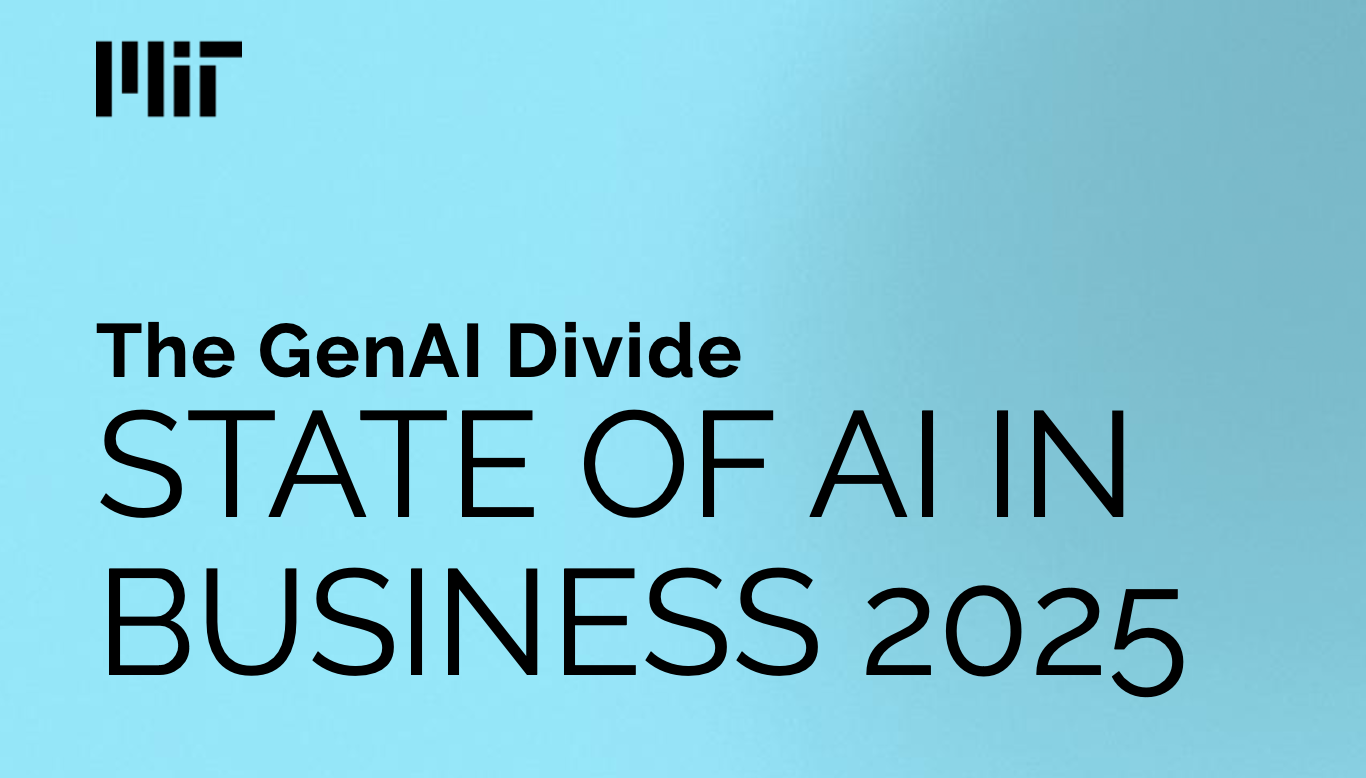 MIT
The GenAI Divide
STATE OF AI IN
BUSINESS 2025